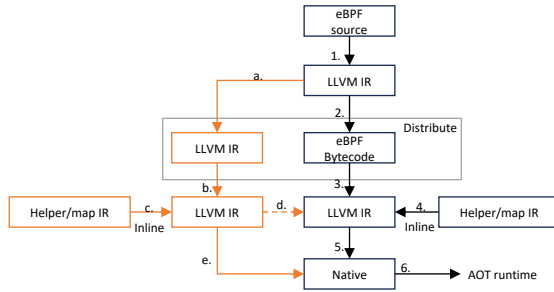 eBPF
source
1.
a.
LLVM IR
2.
Distribute
LLVM IR
eBPF
Bytecode
b.
3.
Helper/map IR
c.
Inline
LLVM IR
d.
LLVM IR
4.
Inline
Helper/map IR
e.
5.
Native
6.
AOT runtime